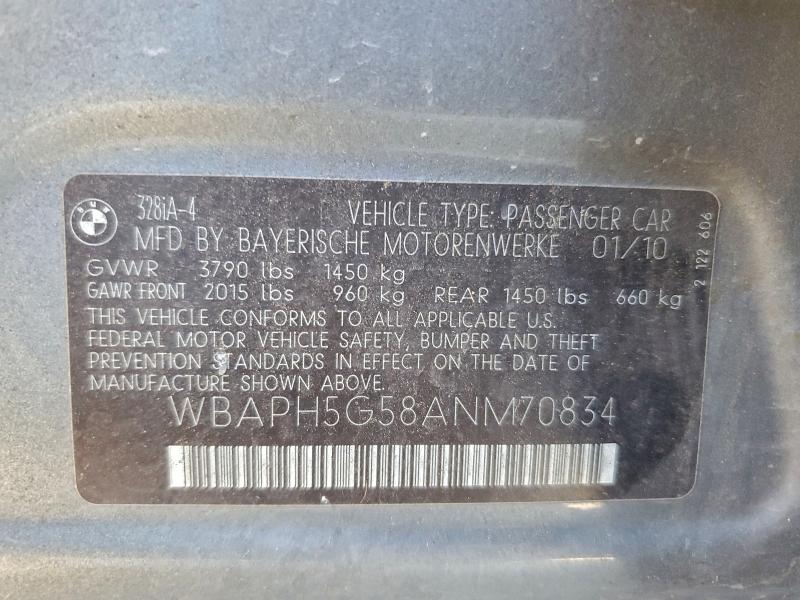 BMW
328iA-4 VEHICLE TYPE: PASSENGER CAR
MFD BY BAYERISCHE MOTORENWERKE 01/10
GVWR 3790 lbs 1450 kg
GAWR FRONT 2015 lbs 960 kg REAR 1450 lbs 660 kg
THIS VEHICLE CONFORMS TO ALL APPLICABLE U.S.
FEDERAL MOTOR VEHICLE SAFETY, BUMPER AND THEFT
PREVENTION STANDARDS IN EFFECT ON THE DATE OF
MANUFACTURE SHOWN ABOVE.
WBAPH5G58ANM70834
2 122 606